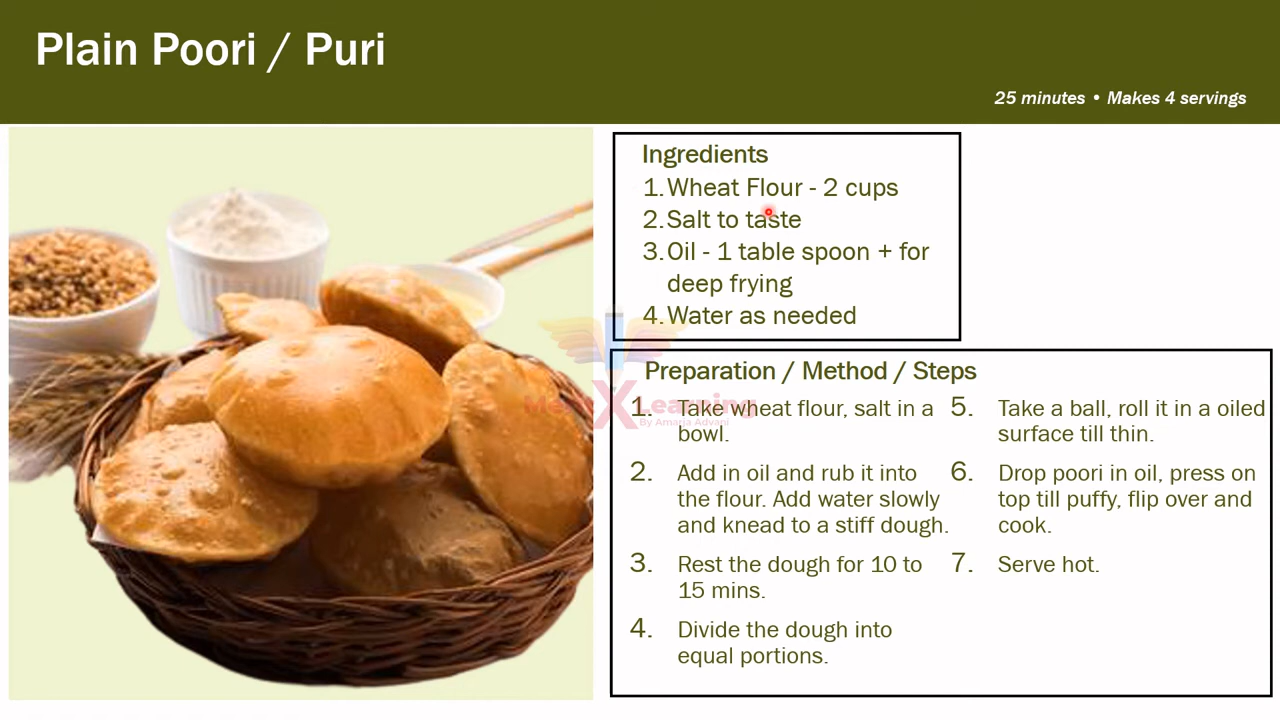 Plain Poori / Puri
25 minutes • Makes 4 servings
Ingredients
1. Wheat Flour - 2 cups
2. Salt to taste
3. Oil - 1 table spoon + for
deep frying
4. Water as needed
Preparation / Method / Steps
1. Take wheat flour, salt in a
bowl.
2. Add in oil and rub it into
the flour. Add water slowly
and knead to a stiff dough.
3. Rest the dough for 10 to
15 mins.
4. Divide the dough into
equal portions.
5. Take a ball, roll it in a oiled
surface till thin.
6. Drop poori in oil, press on
top till puffy, flip over and
cook.
7. Serve hot.
Learning